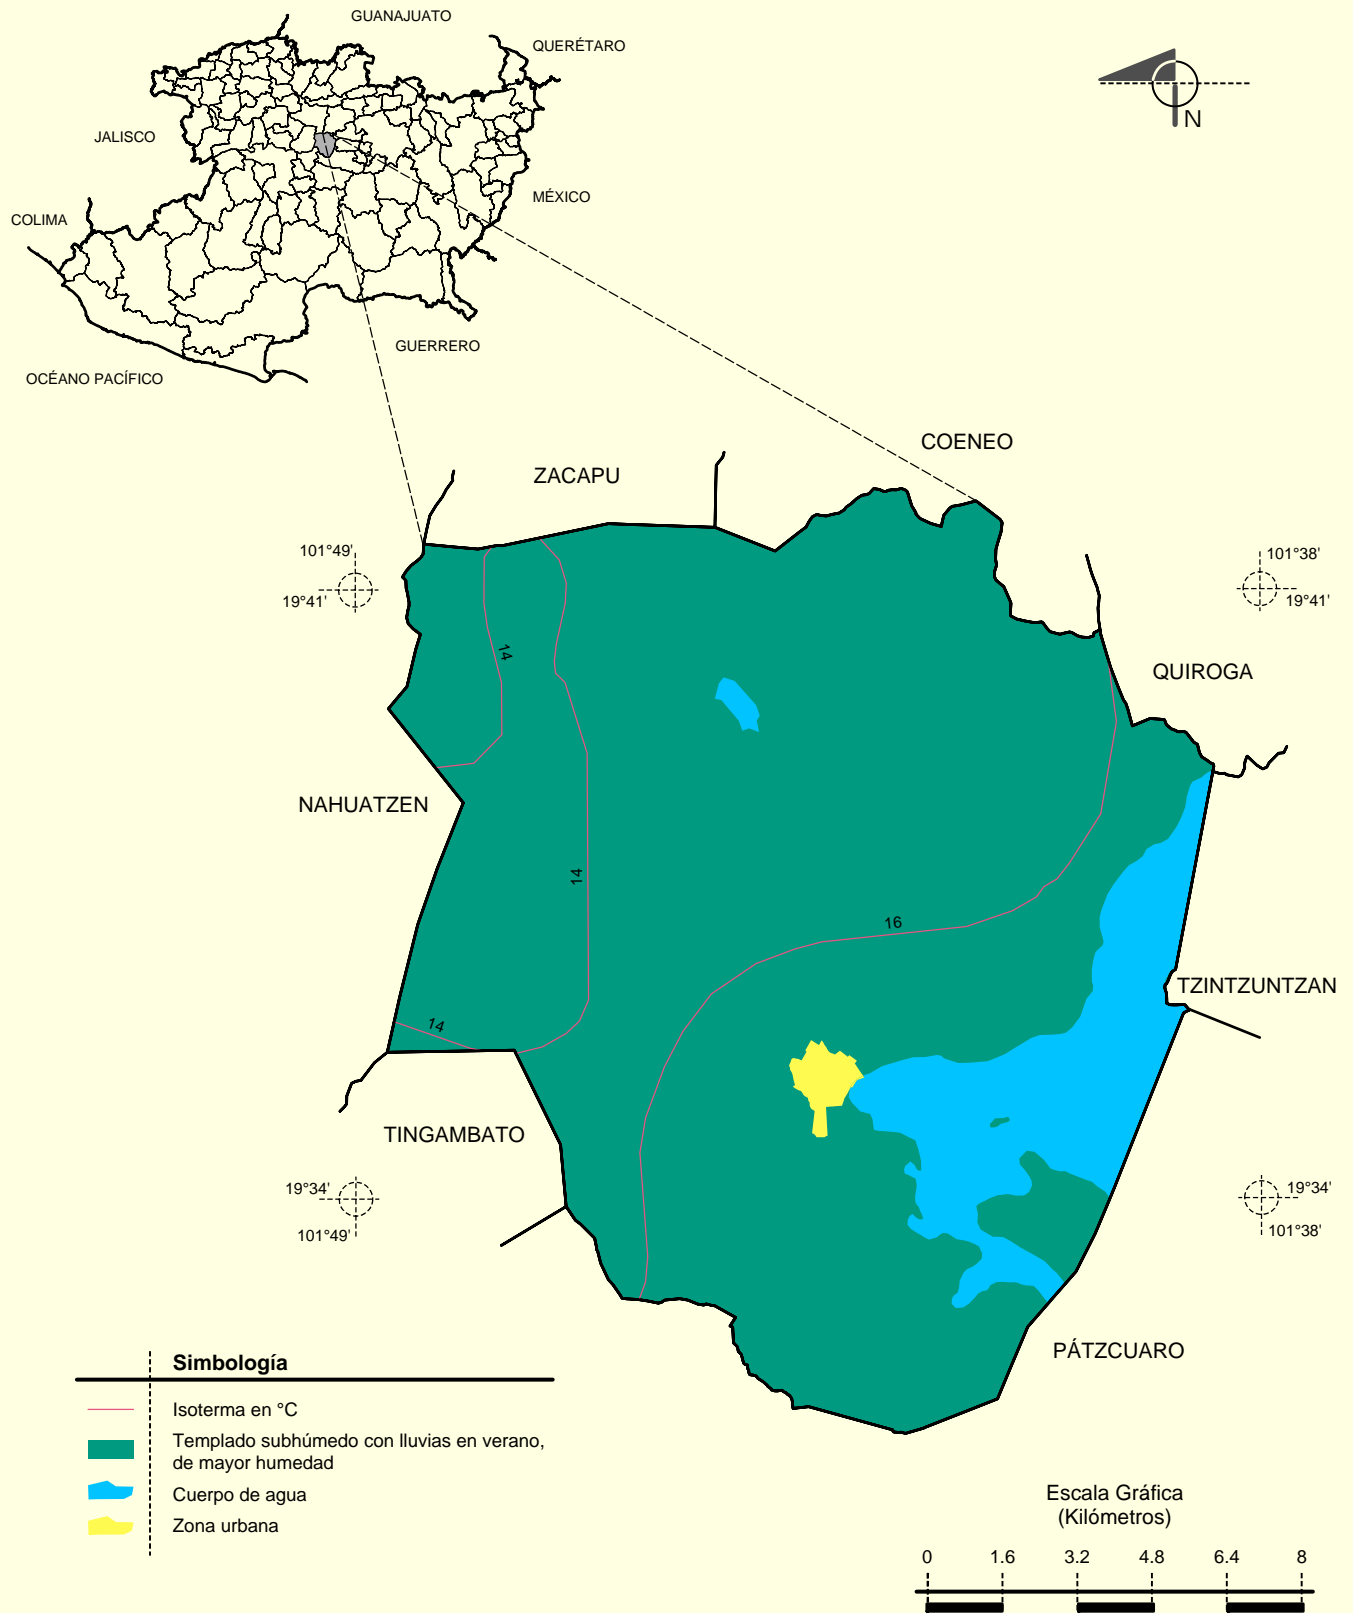 GUANAJUATO
QUERÉTARO
JALISCO
N
MÉXICO
COLIMA
GUERRERO
OCÉANO PACÍFICO
COENEO
ZACAPU
101°49'
19°41'
101°38'
19°41'
14
QUIROGA
NAHUATZEN
14
16
TZINTZUNTZAN
14
TINGAMBATO
19°34'
101°49'
19°34'
101°38'
PÁTZCUARO
Simbología
Isoterma en °C
Templado subhúmedo con lluvias en verano,
de mayor humedad
Cuerpo de agua
Zona urbana
Escala Gráfica
(Kilómetros)
0 1.6 3.2 4.8 6.4 8